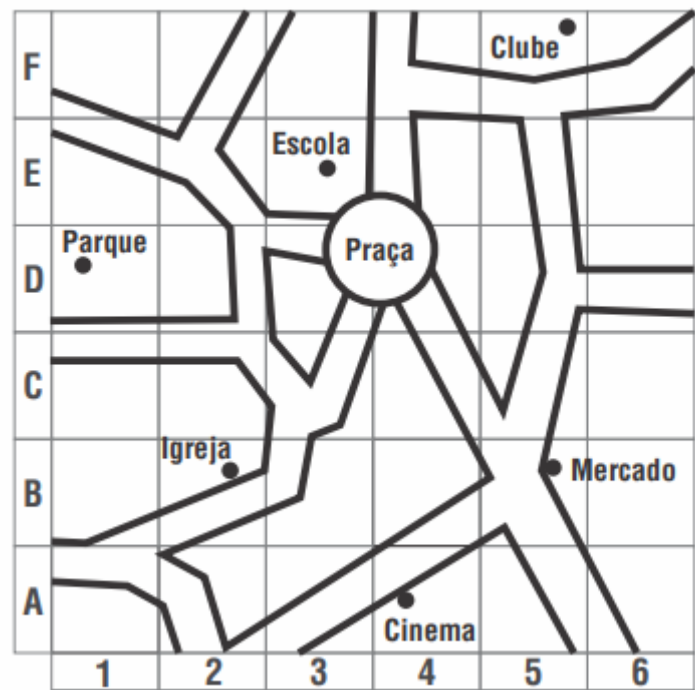 F
Clube
Escola
E
Parque
Praça
D
C
Igreja
Mercado
B
A
Cinema
1 2 3 4 5 6